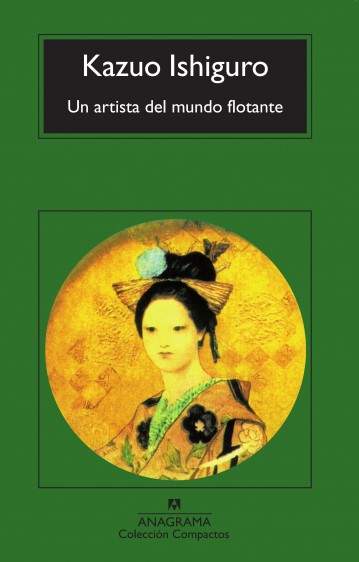 Kazuo Ishiguro
Un artista del mundo flotante
ANAGRAMA
Colección Compactos